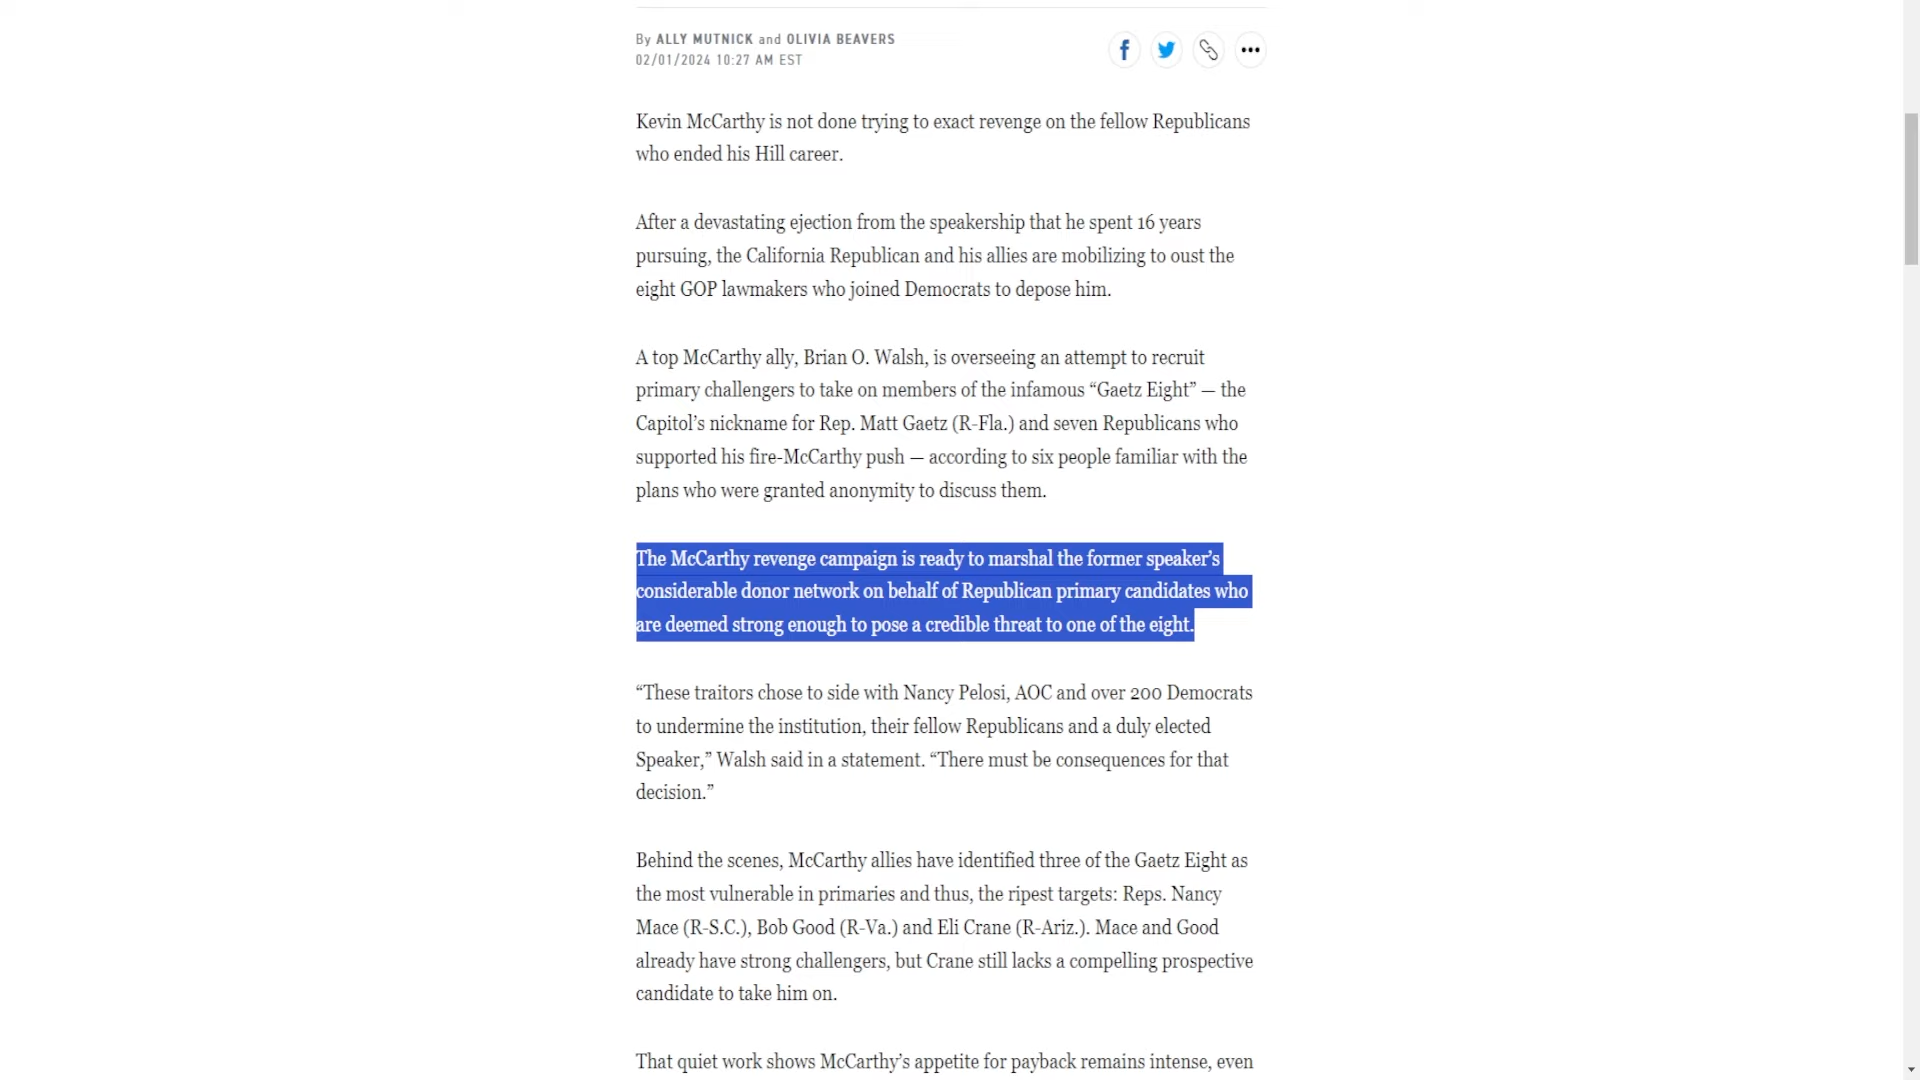 By ALLY MUTNICK and OLIVIA BEAVERS
02/01/2024 10:27 AM EST
Kevin McCarthy is not done trying to exact revenge on the fellow Republicans
who ended his Hill career.
After a devastating ejection from the speakership that he spent 16 years
pursuing, the California Republican and his allies are mobilizing to oust the
eight GOP lawmakers who joined Democrats to depose him.
A top McCarthy ally, Brian O. Walsh, is overseeing an attempt to recruit
primary challengers to take on members of the infamous “Gaetz Eight” — the
Capitol’s nickname for Rep. Matt Gaetz (R-Fla.) and seven Republicans who
supported his fire-McCarthy push — according to six people familiar with the
plans who were granted anonymity to discuss them.
The McCarthy revenge campaign is ready to marshal the former speaker’s
considerable donor network on behalf of Republican primary candidates who
are deemed strong enough to pose a credible threat to one of the eight.
“These traitors chose to side with Nancy Pelosi, AOC and over 200 Democrats
to undermine the institution, their fellow Republicans and a duly elected
Speaker,” Walsh said in a statement. “There must be consequences for that
decision.”
Behind the scenes, McCarthy allies have identified three of the Gaetz Eight as
the most vulnerable in primaries and thus, the ripest targets: Reps. Nancy
Mace (R-S.C.), Bob Good (R-Va.) and Eli Crane (R-Ariz.). Mace and Good
already have strong challengers, but Crane still lacks a compelling prospective
candidate to take him on.
That quiet work shows McCarthy’s appetite for payback remains intense, even